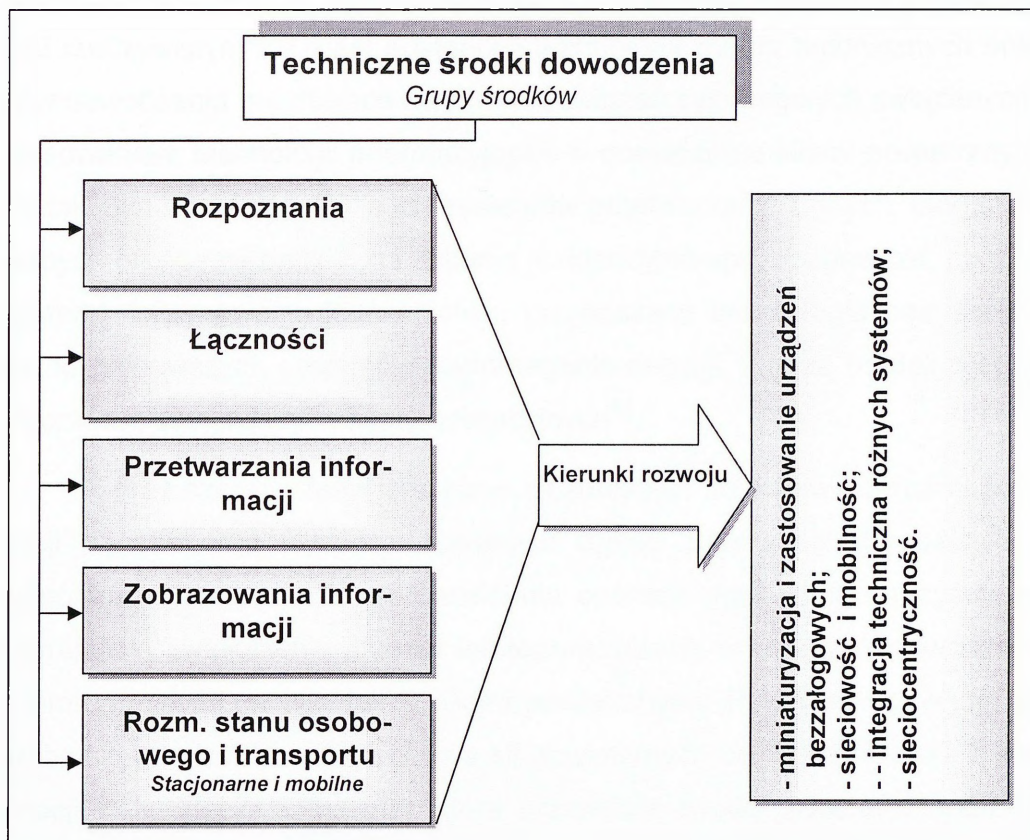 Techniczne środki dowodzenia
Grupy środków
Rozpoznania
Łączności
Przetwarzania infor-
macji
Zobrazowania infor-
macji
Rozm. stanu osobo-
wego i transportu
Stacjonarne i mobilne
Kierunki rozwoju
- miniaturyzacja i zastosowanie urządzeń
bezzałogowych;
- sieciowość i mobilność;
- - integracja techniczna różnych systemów;
- sieciocentryczność.